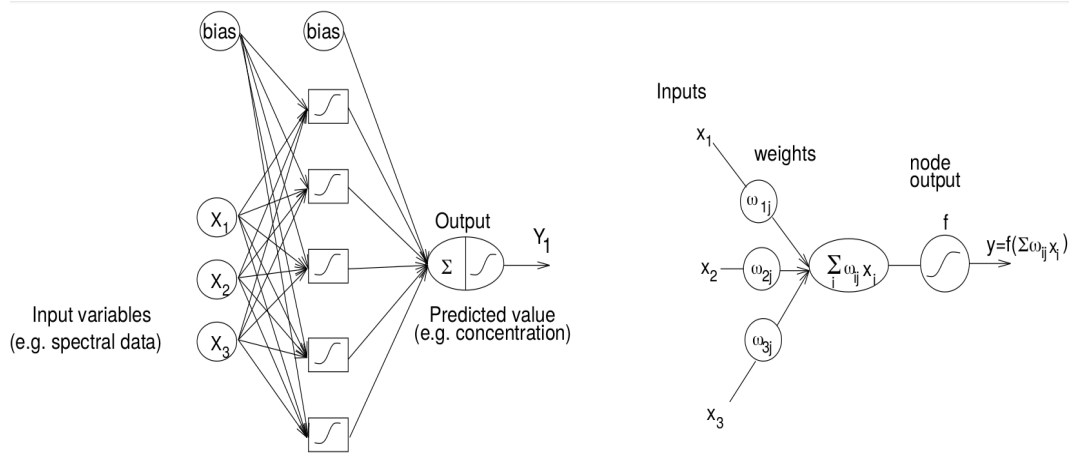 bias
bias
X1
X2
X3
Input variables
(e.g. spectral data)
Output
Σ
Y1
Predicted value
(e.g. concentration)
Inputs
x1
weights
ω1j
x2
ω2j
ω3j
x3
Σi ωij xi
node
output
f
y=f(Σωij xi)